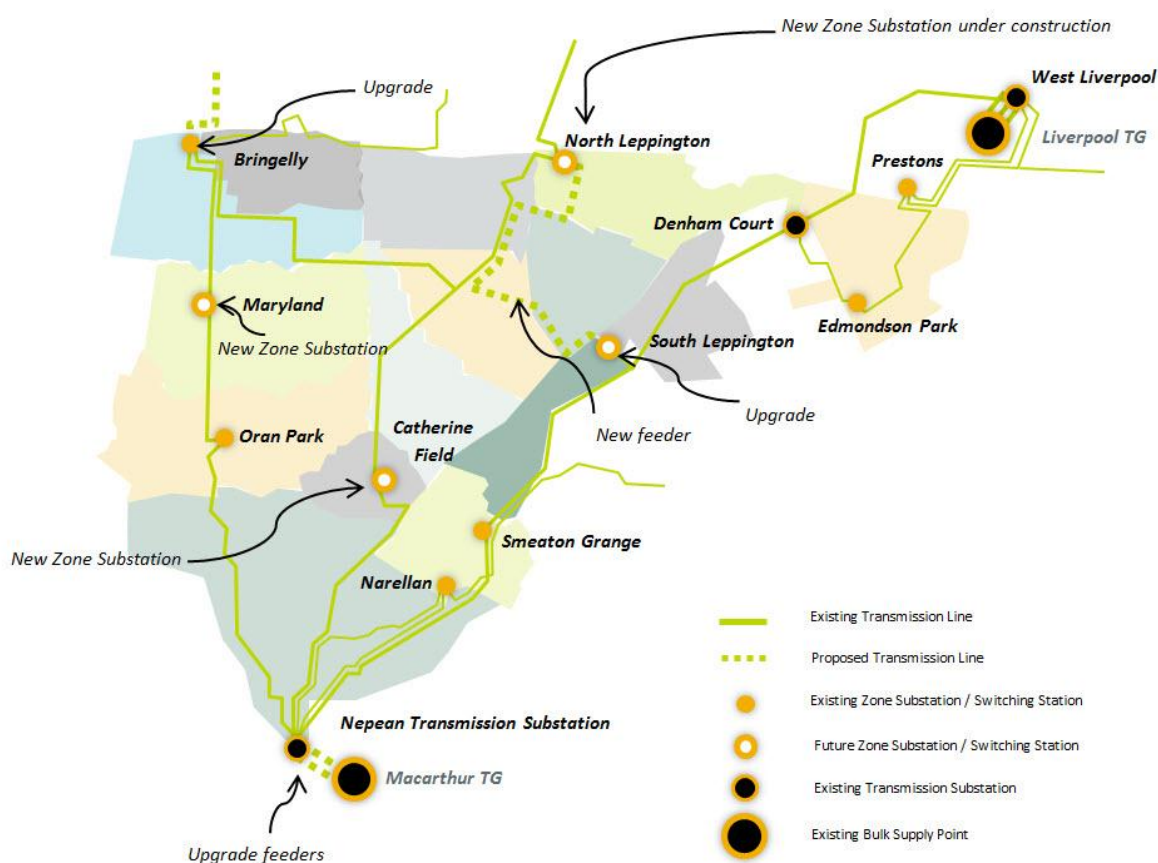 New Zone Substation under construction
West Liverpool
Upgrade
North Leppington
Liverpool TG
Bringelly
Prestons
Denham Court
Maryland
Edmondson Park
New Zone Substation
South Leppington
Upgrade
Catherine
Field
Oran Park
New feeder
New Zone Substation
Smeaton Grange
Narellan
Existing Transmission Line
Proposed Transmission Line
Existing Zone Substation / Switching Station
Nepean Transmission Substation
Future Zone Substation / Switching Station
Macarthur TG
Existing Transmission Substation
Existing Bulk Supply Point
Upgrade feeders